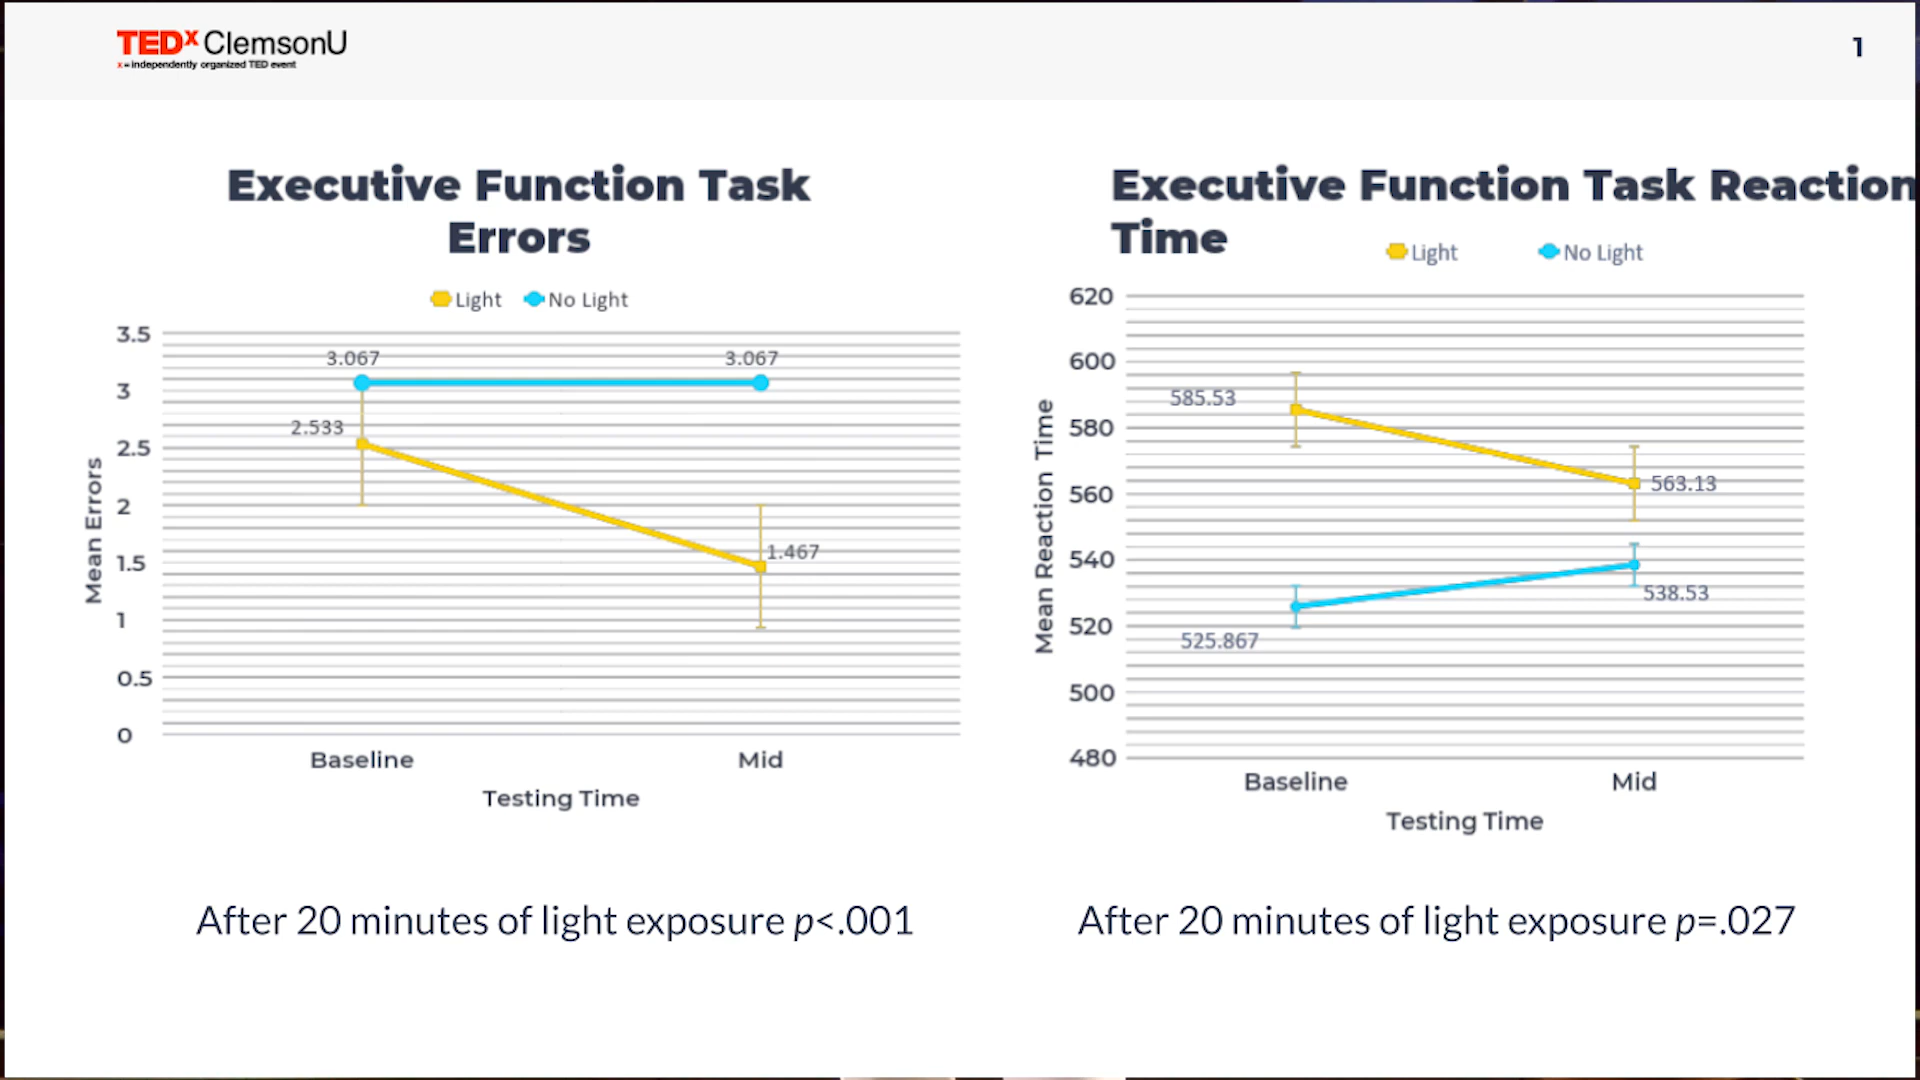 TEDx ClemsonU
x = independently organized TED event
1
Executive Function Task
Errors
Light No Light
3.5
3
2.5
2
1.5
1
0.5
0
Mean Errors
3.067
3.067
2.533
1.467
Baseline Mid
Testing Time
After 20 minutes of light exposure p<.001
Executive Function Task Reaction
Time
Light No Light
620
600
580
560
540
520
500
480
Mean Reaction Time
585.53
563.13
538.53
525.867
Baseline Mid
Testing Time
After 20 minutes of light exposure p=.027